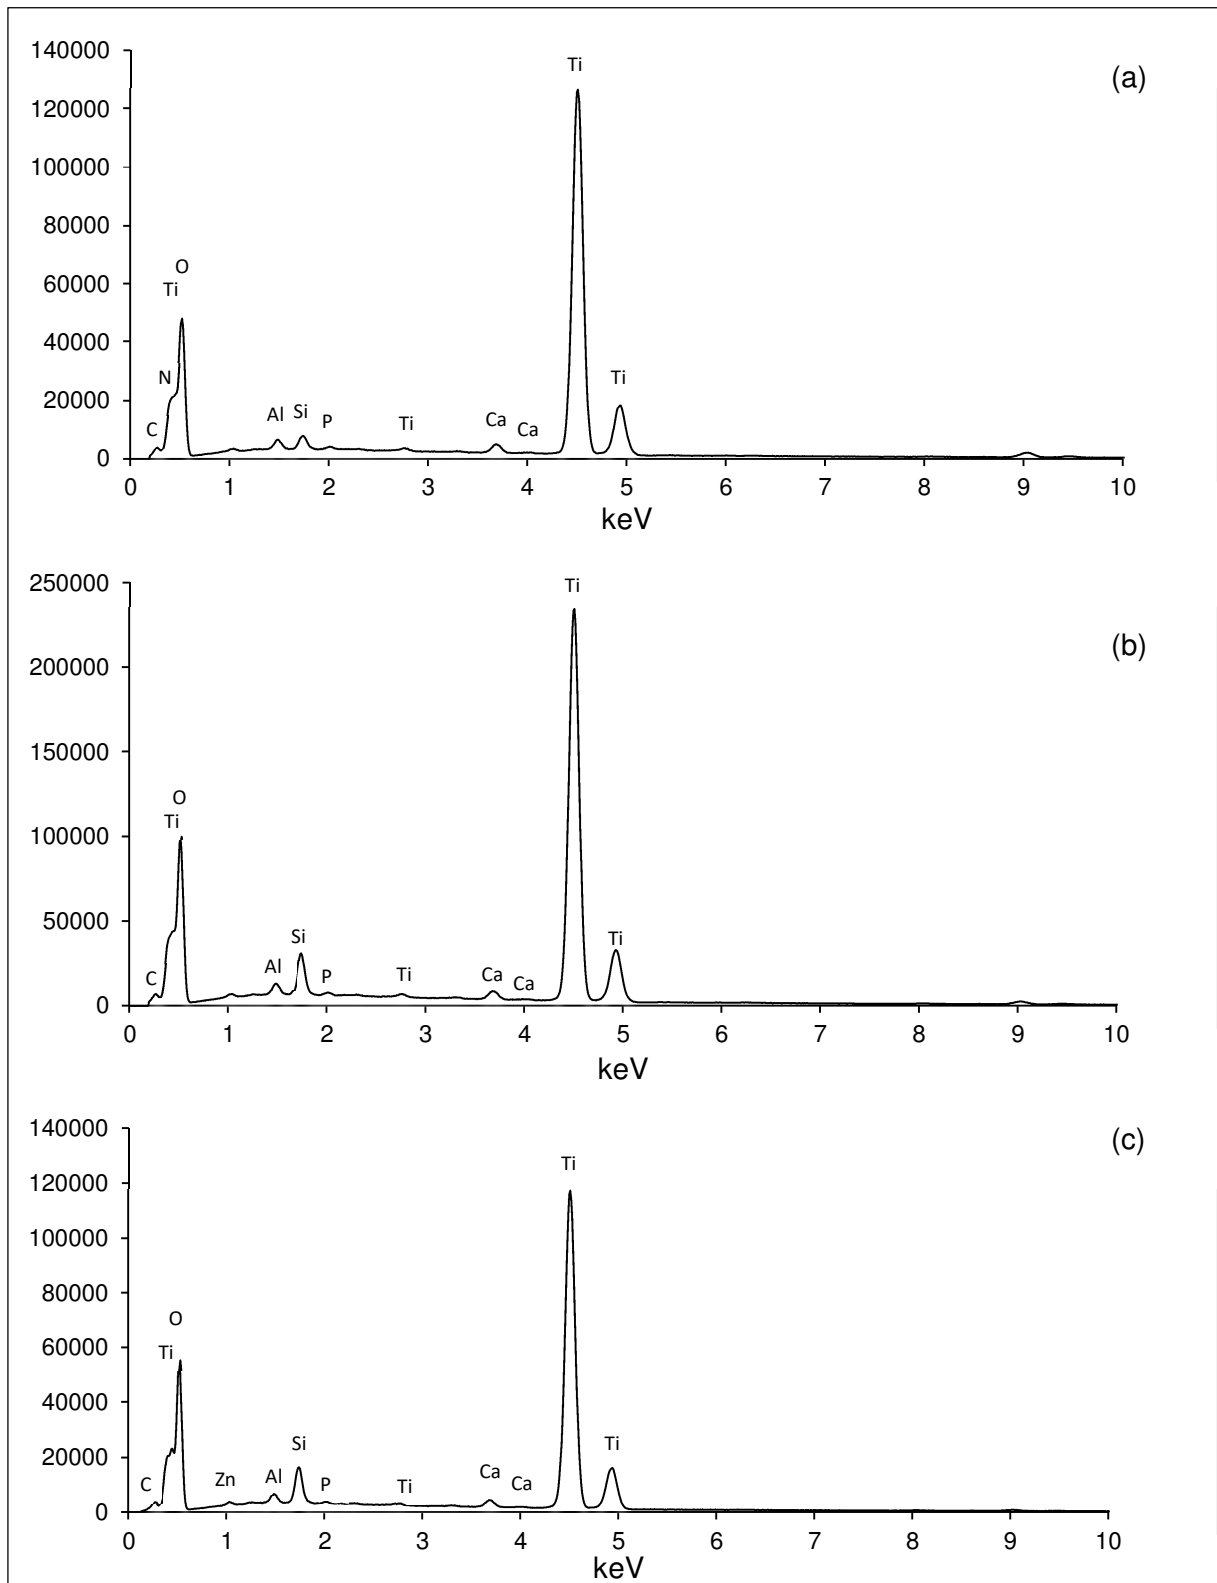 140000
Ti
(a)
120000
100000
80000
O
60000
Ti
40000
N
Ti
20000
C
Al
Si
P
Ti
Ca
Ca
0
0 1 2 3 4 5 6 7 8 9 10
keV
250000
Ti
(b)
200000
150000
O
Ti
100000
50000
Si
Ti
C
Al
P
Ti
Ca
Ca
0
0 1 2 3 4 5 6 7 8 9 10
keV
140000
(c)
Ti
120000
100000
80000
O
60000
Ti
40000
Si
Ti
20000
C
Zn
Al
P
Ti
Ca
Ca
0
0 1 2 3 4 5 6 7 8 9 10
keV